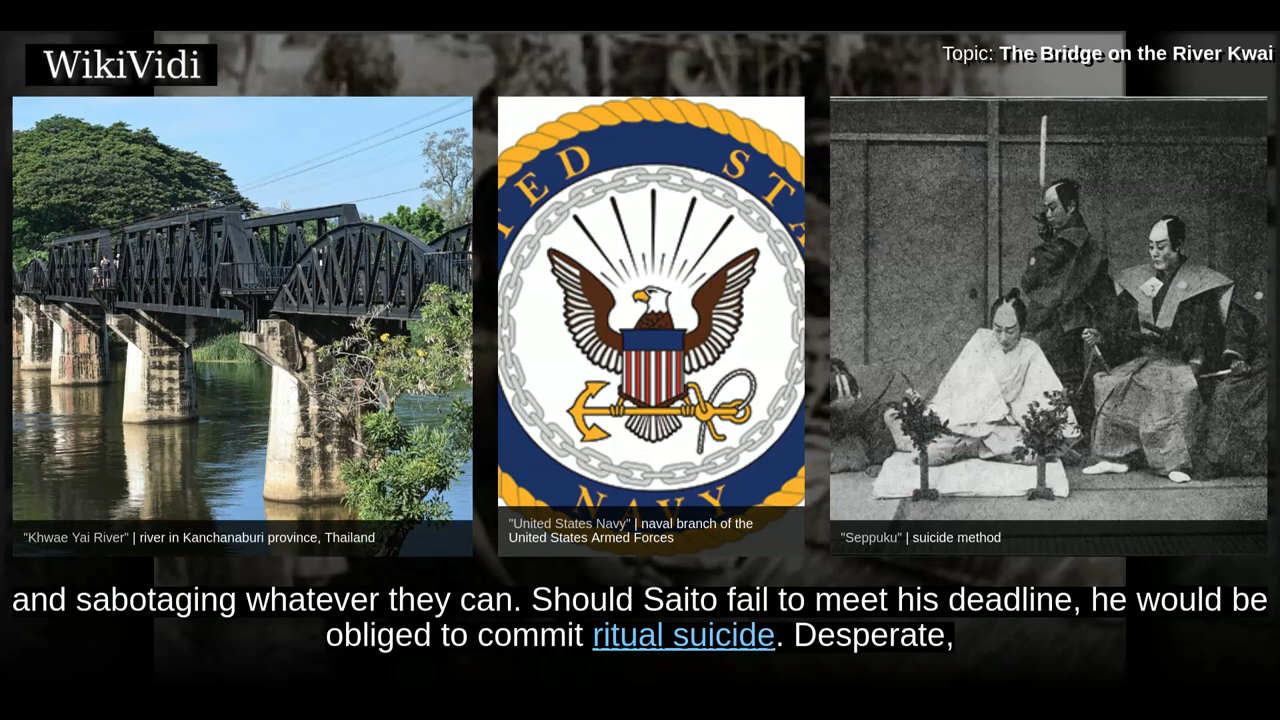 WikiVidi
Topic: The Bridge on the River Kwai
TED STA
NAVY
"Khwae Yai River" | river in Kanchanaburi province, Thailand
"United States Navy" | naval branch of the
United States Armed Forces
"Seppuku" | suicide method
and sabotaging whatever they can. Should Saito fail to meet his deadline, he would be
obliged to commit ritual suicide. Desperate,